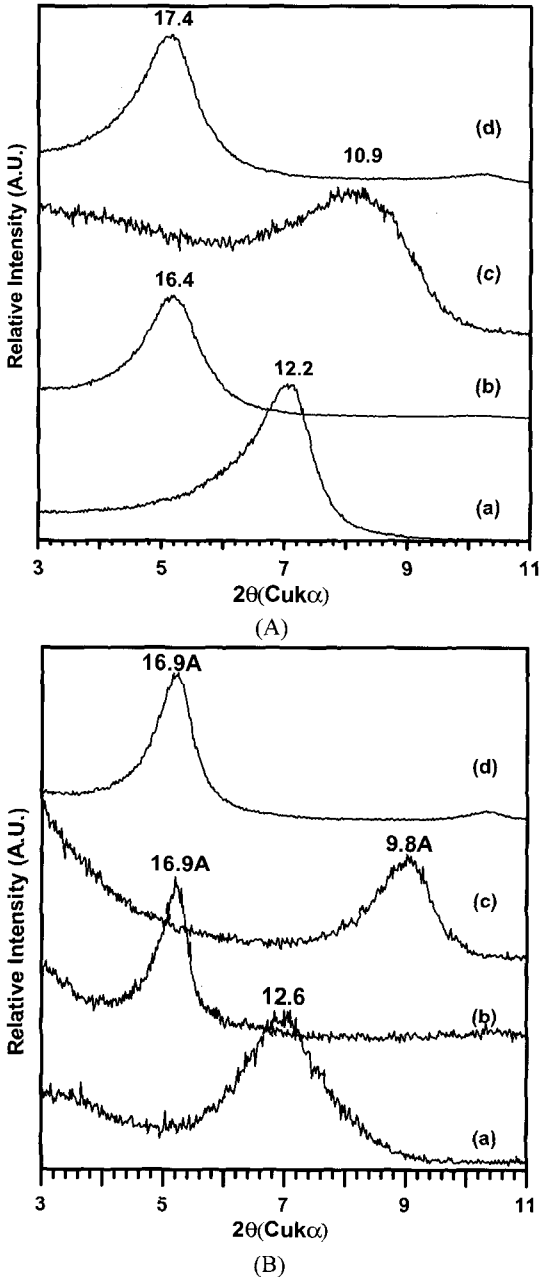 17.4
(d)
10.9
(c)
16.4
(b)
12.2
(a)
Relative Intensity (A.U.)
3 5 7 9 11
2θ(Cukα)
(A)
16.9A
(d)
9.8A
(c)
16.9A
(b)
12.6
(a)
Relative Intensity (A.U.)
3 5 7 9 11
2θ(Cukα)
(B)